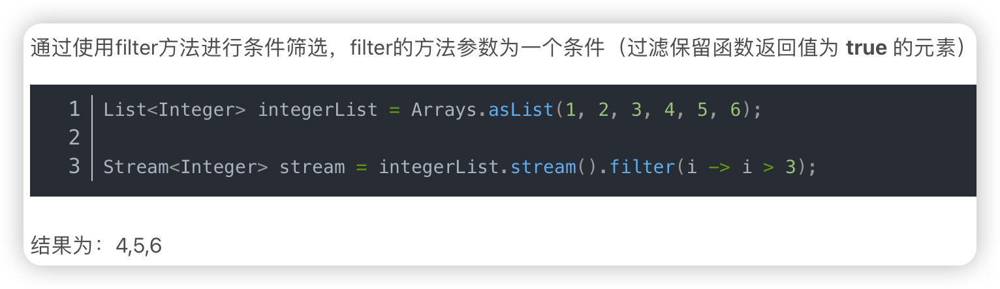 通过使用filter方法进行条件筛选，filter的方法参数为一个条件（过滤保留函数返回值为 true 的元素）
1 List<Integer> integerList = Arrays.asList(1, 2, 3, 4, 5, 6);
2
3 Stream<Integer> stream = integerList.stream().filter(i -> i > 3);
结果为：4,5,6